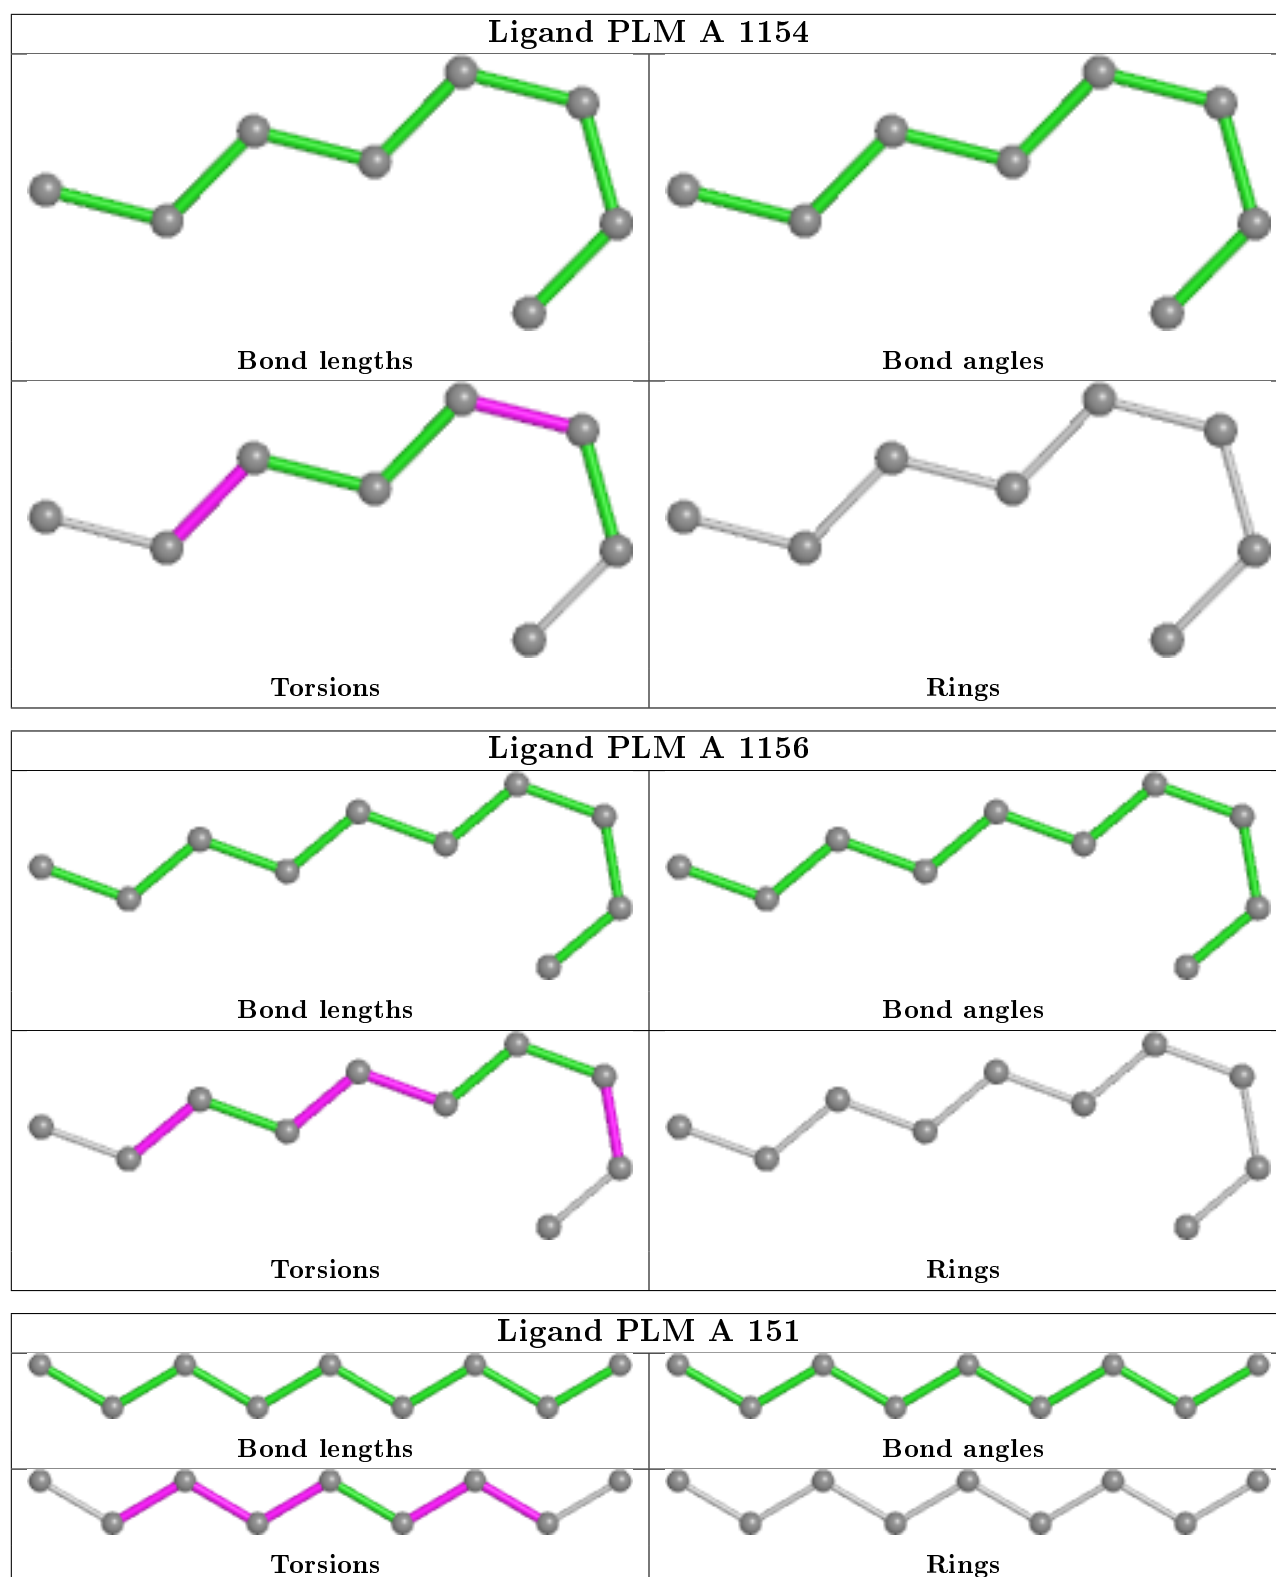 Ligand PLM A 1154
Bond lengths
Bond angles
Torsions
Rings
Ligand PLM A 1156
Bond lengths
Bond angles
Torsions
Rings
Ligand PLM A 151
Bond lengths
Bond angles
Torsions
Rings